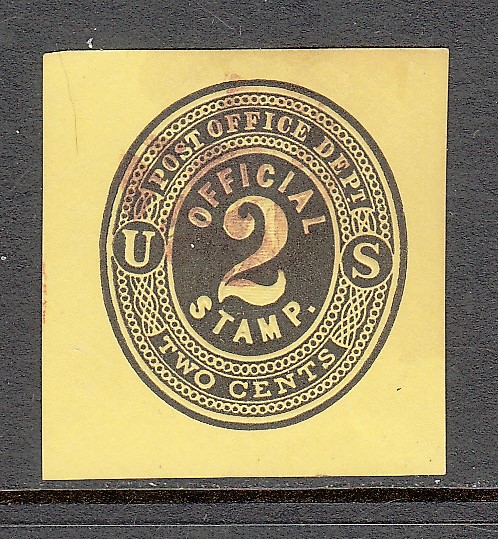 POST OFFICE DEPT
OFFICIAL
U 2 S
STAMP.
TWO CENTS